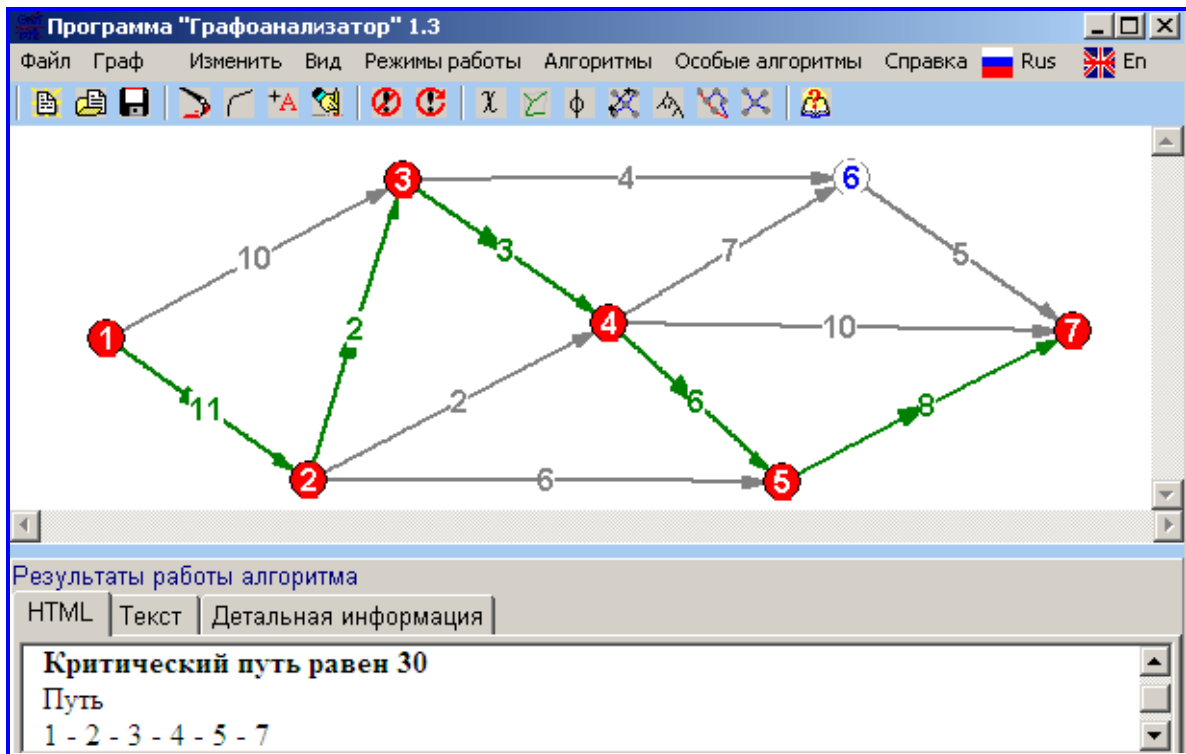 Программа "Графоанализатор" 1.3
Файл Граф Изменить Вид Режимы работы Алгоритмы Особые алгоритмы Справка Rus En
+A χ φ
3 4 6
10 3 7 5
1 2 4 10 7
11 2 6 8
2 6 5
Результаты работы алгоритма
HTML Текст Детальная информация
Критический путь равен 30
Путь
1 - 2 - 3 - 4 - 5 - 7